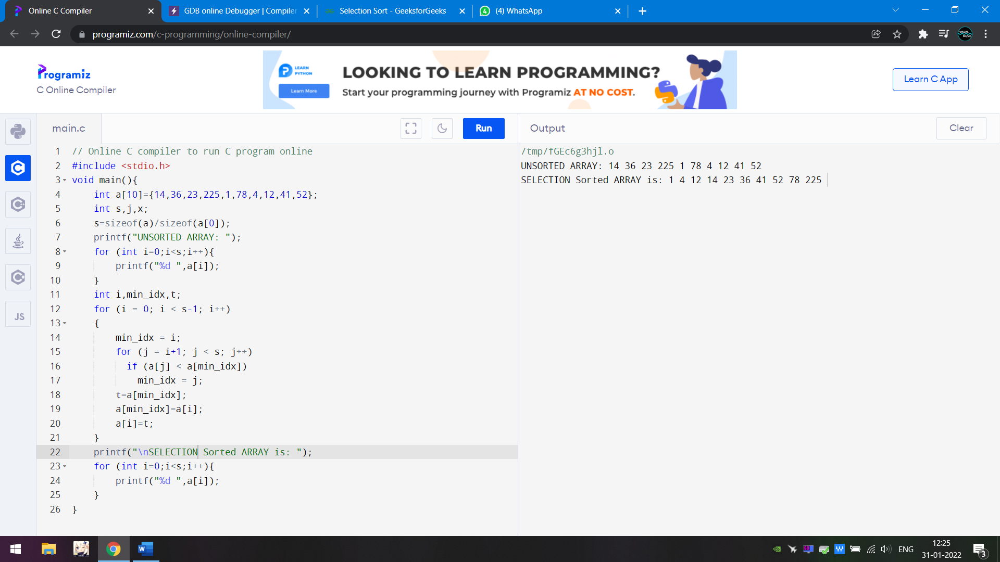 Online C Compiler
GDB online Debugger | Compiler
Selection Sort - GeeksforGeeks
(4) WhatsApp
programiz.com/c-programming/online-compiler/
Programiz
C Online Compiler
LEARN
PYTHON
Learn More
LOOKING TO LEARN PROGRAMMING?
Start your programming journey with Programiz AT NO COST.
Learn C App
main.c
Run
Output
Clear
JS
1 // Online C compiler to run C program online
2 #include <stdio.h>
3 void main(){
4     int a[10]={14,36,23,225,1,78,4,12,41,52};
5     int s,j,x;
6     s=sizeof(a)/sizeof(a[0]);
7     printf("UNSORTED ARRAY: ");
8     for (int i=0;i<s;i++){
9         printf("%d ",a[i]);
10     }
11     int i,min_idx,t;
12     for (i = 0; i < s-1; i++)
13     {
14         min_idx = i;
15         for (j = i+1; j < s; j++)
16           if (a[j] < a[min_idx])
17             min_idx = j;
18         t=a[min_idx];
19         a[min_idx]=a[i];
20         a[i]=t;
21     }
22     printf("\nSELECTION Sorted ARRAY is: ");
23     for (int i=0;i<s;i++){
24         printf("%d ",a[i]);
25     }
26 }
/tmp/fGEc6g3hjl.o
UNSORTED ARRAY: 14 36 23 225 1 78 4 12 41 52
SELECTION Sorted ARRAY is: 1 4 12 14 23 36 41 52 78 225
ENG
12:25
31-01-2022
3